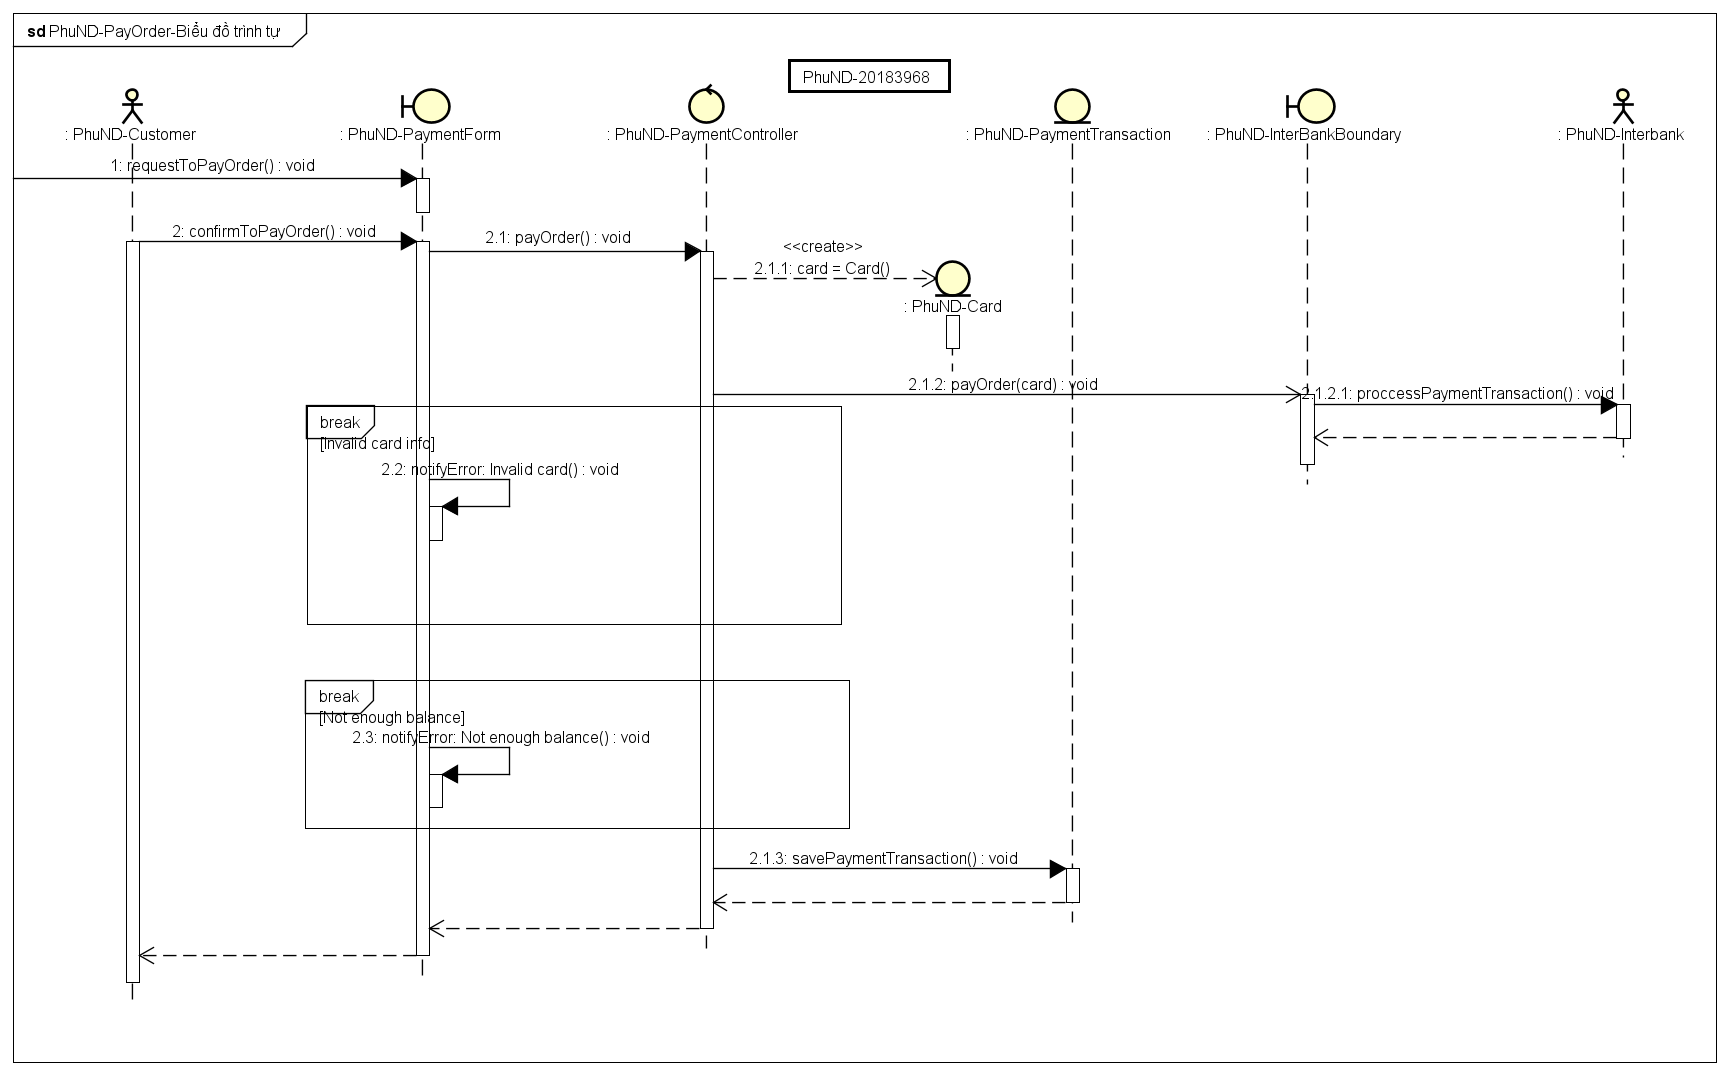 sd PhuND-PayOrder-Biểu đồ trình tự
PhuND-20183968
: PhuND-Customer
: PhuND-PaymentForm
: PhuND-PaymentController
: PhuND-PaymentTransaction
: PhuND-InterBankBoundary
: PhuND-Interbank
1: requestToPayOrder() : void
2: confirmToPayOrder() : void
2.1: payOrder() : void
<<create>>
2.1.1: card = Card()
: PhuND-Card
2.1.2: payOrder(card) : void
2.1.2.1: proccessPaymentTransaction() : void
break
[Invalid card info]
2.2: notifyError: Invalid card() : void
break
[Not enough balance]
2.3: notifyError: Not enough balance() : void
2.1.3: savePaymentTransaction() : void